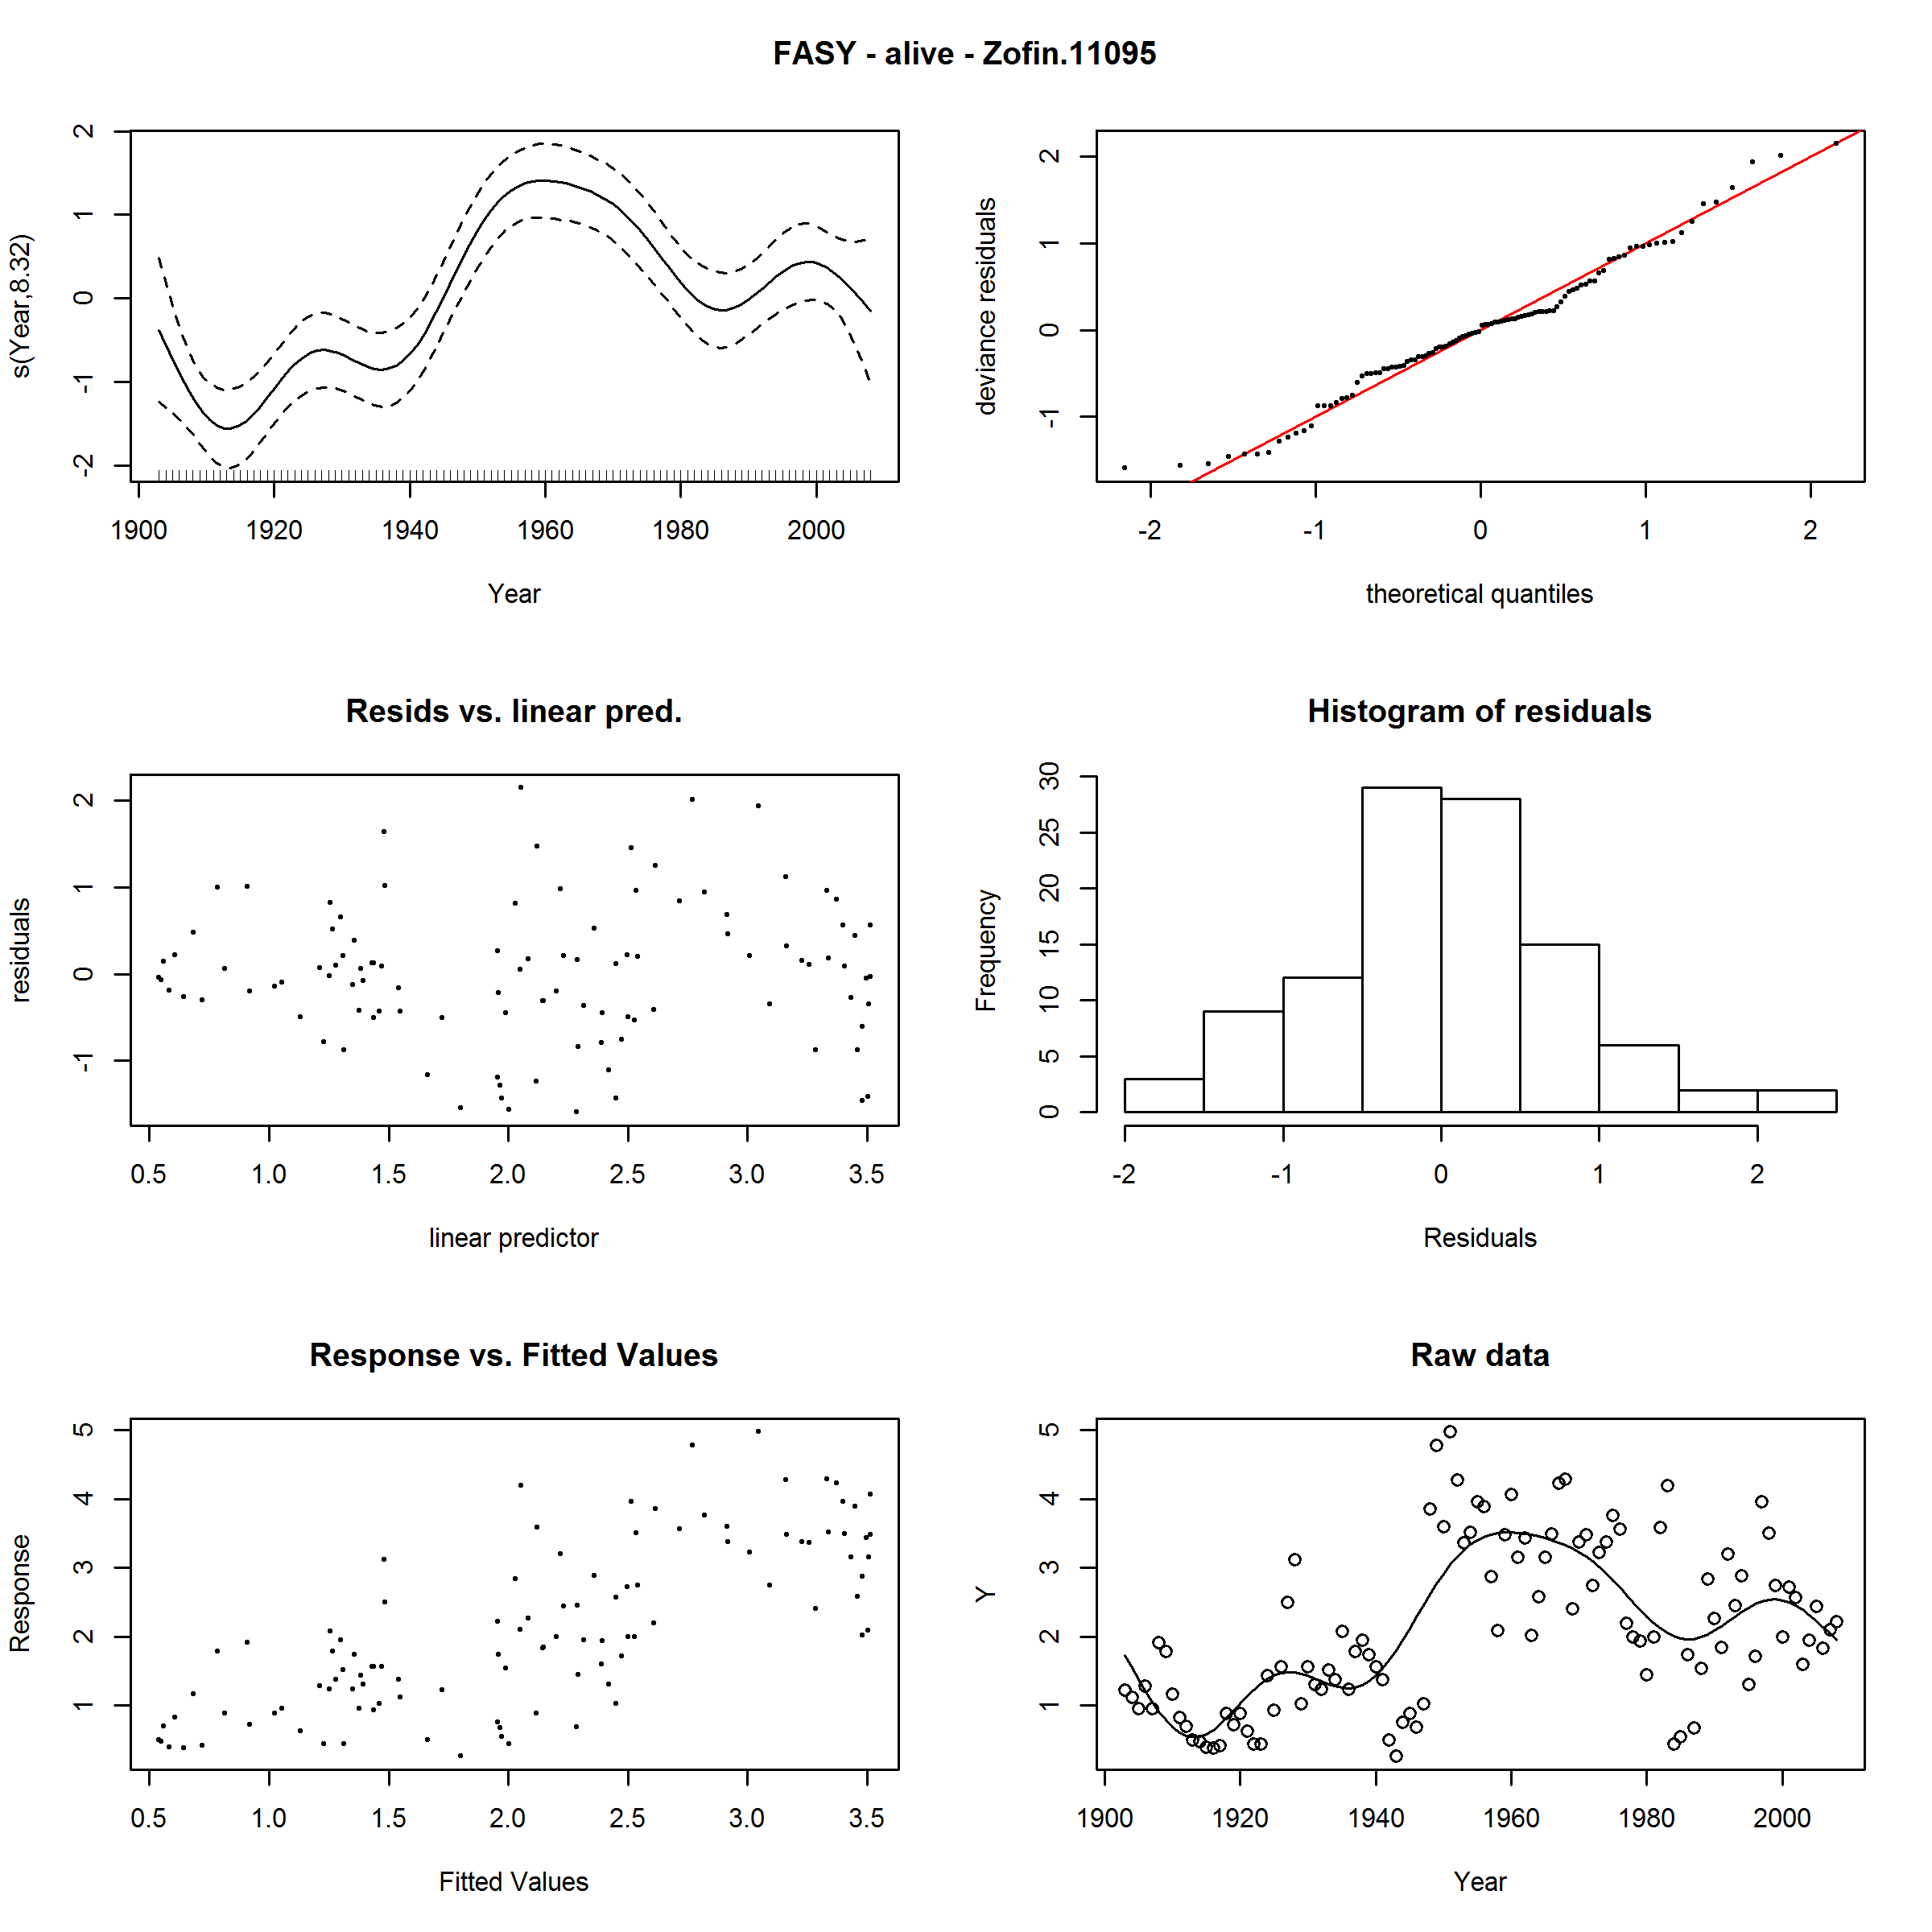 FASY - alive - Zofin.11095
s(Year,8.32)
-2 -1 0 1 2
1900 1920 1940 1960 1980 2000
Year
deviance residuals
-1 0 1 2
-2 -1 0 1 2
theoretical quantiles
Resids vs. linear pred.
residuals
-1 0 1 2
0.5 1.0 1.5 2.0 2.5 3.0 3.5
linear predictor
Histogram of residuals
Frequency
0 5 10 15 20 25 30
-2 -1 0 1 2
Residuals
Response vs. Fitted Values
Response
1 2 3 4 5
0.5 1.0 1.5 2.0 2.5 3.0 3.5
Fitted Values
Raw data
Y
1 2 3 4 5
1900 1920 1940 1960 1980 2000
Year